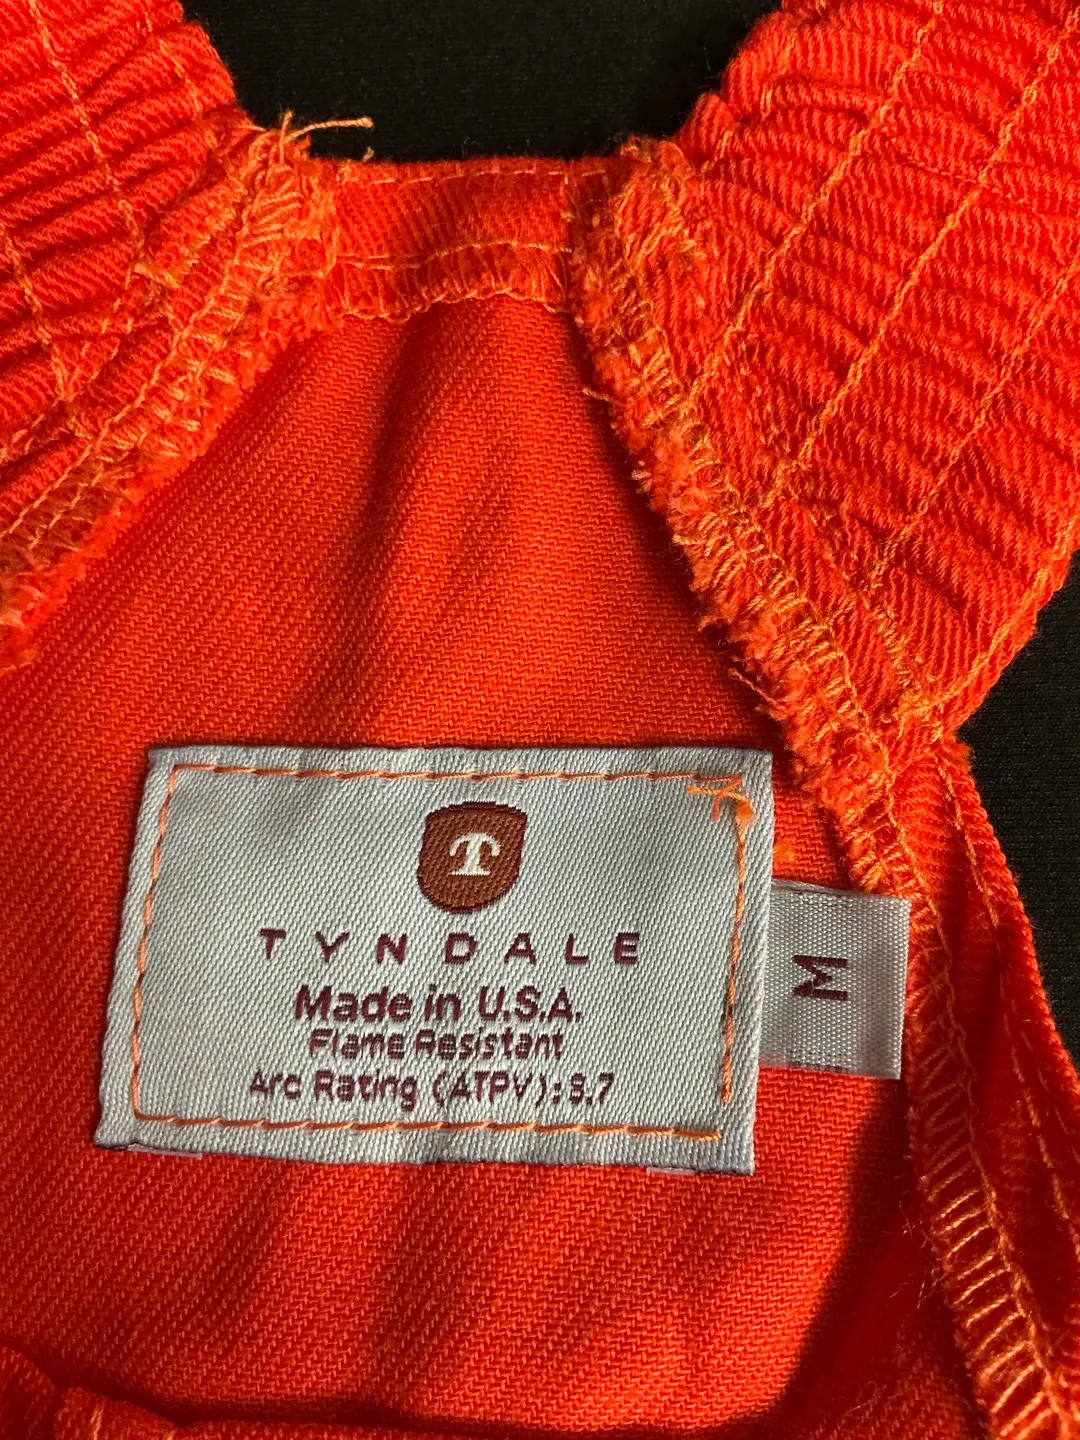 T
TYNDALE
Made in U.S.A.
Flame Resistant
Arc Rating (ATPV): 8.7
M